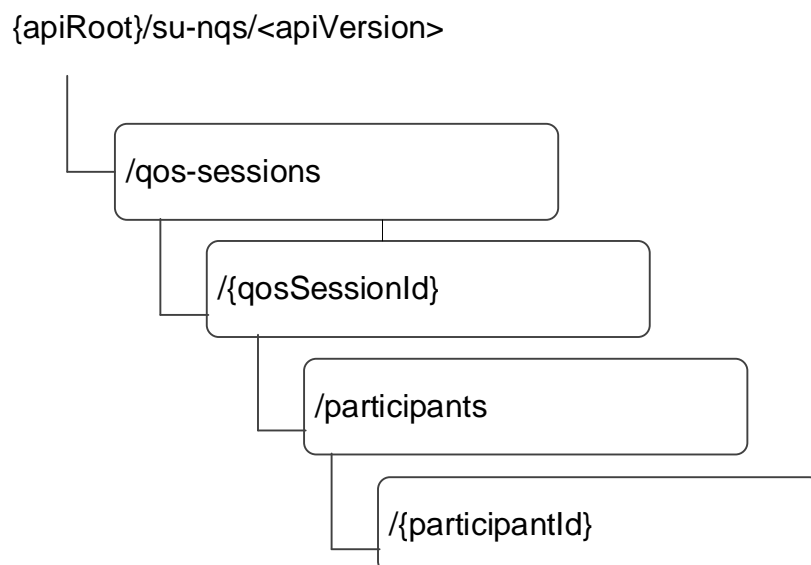 {apiRoot}/su-nqs/<apiVersion>
/qos-sessions
/{qosSessionId}
/participants
/{participantId}